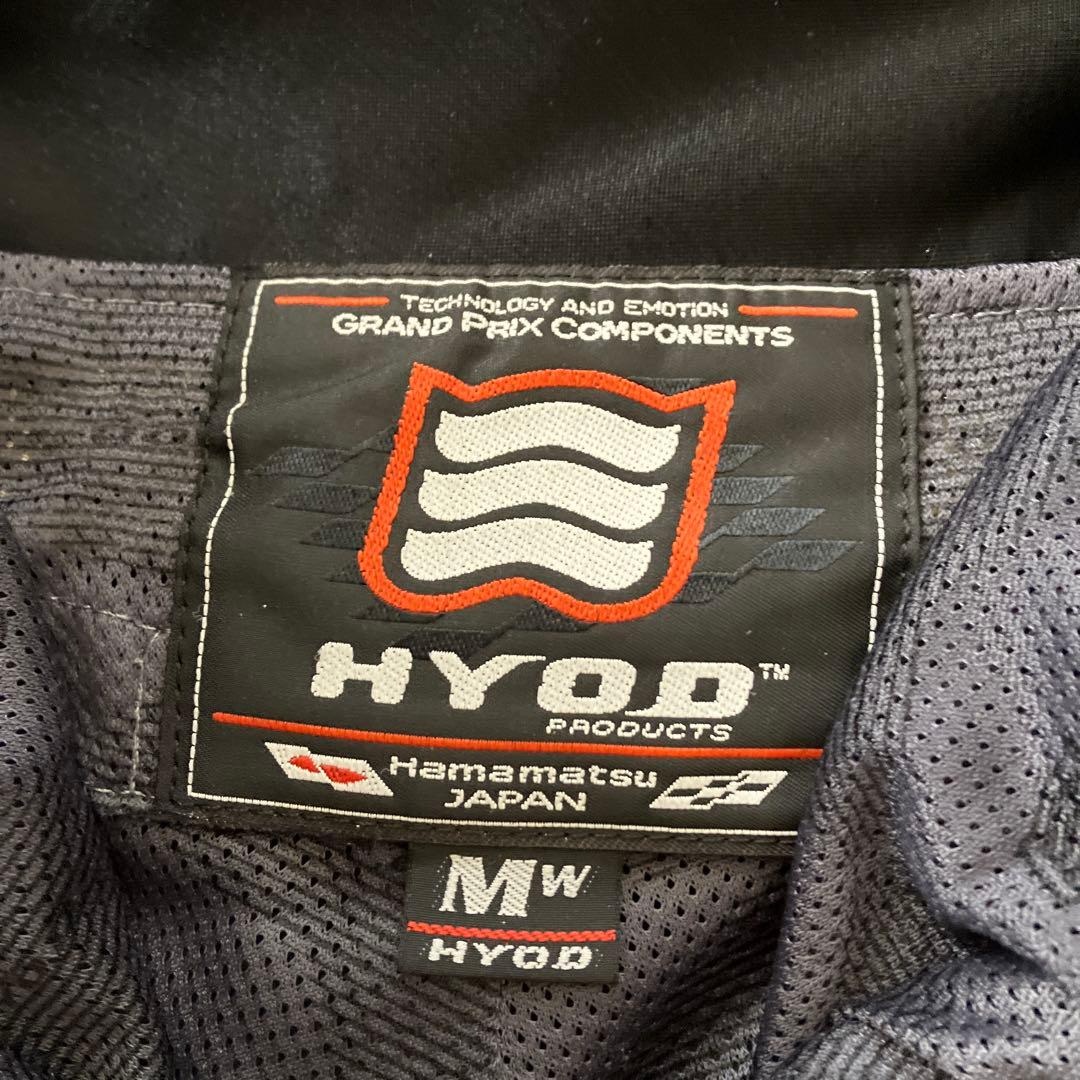 TECHNOLOGY AND EMOTION
GRAND PRIX COMPONENTS
HYOD™
PRODUCTS
Hamamatsu
JAPAN
MW
HYOD